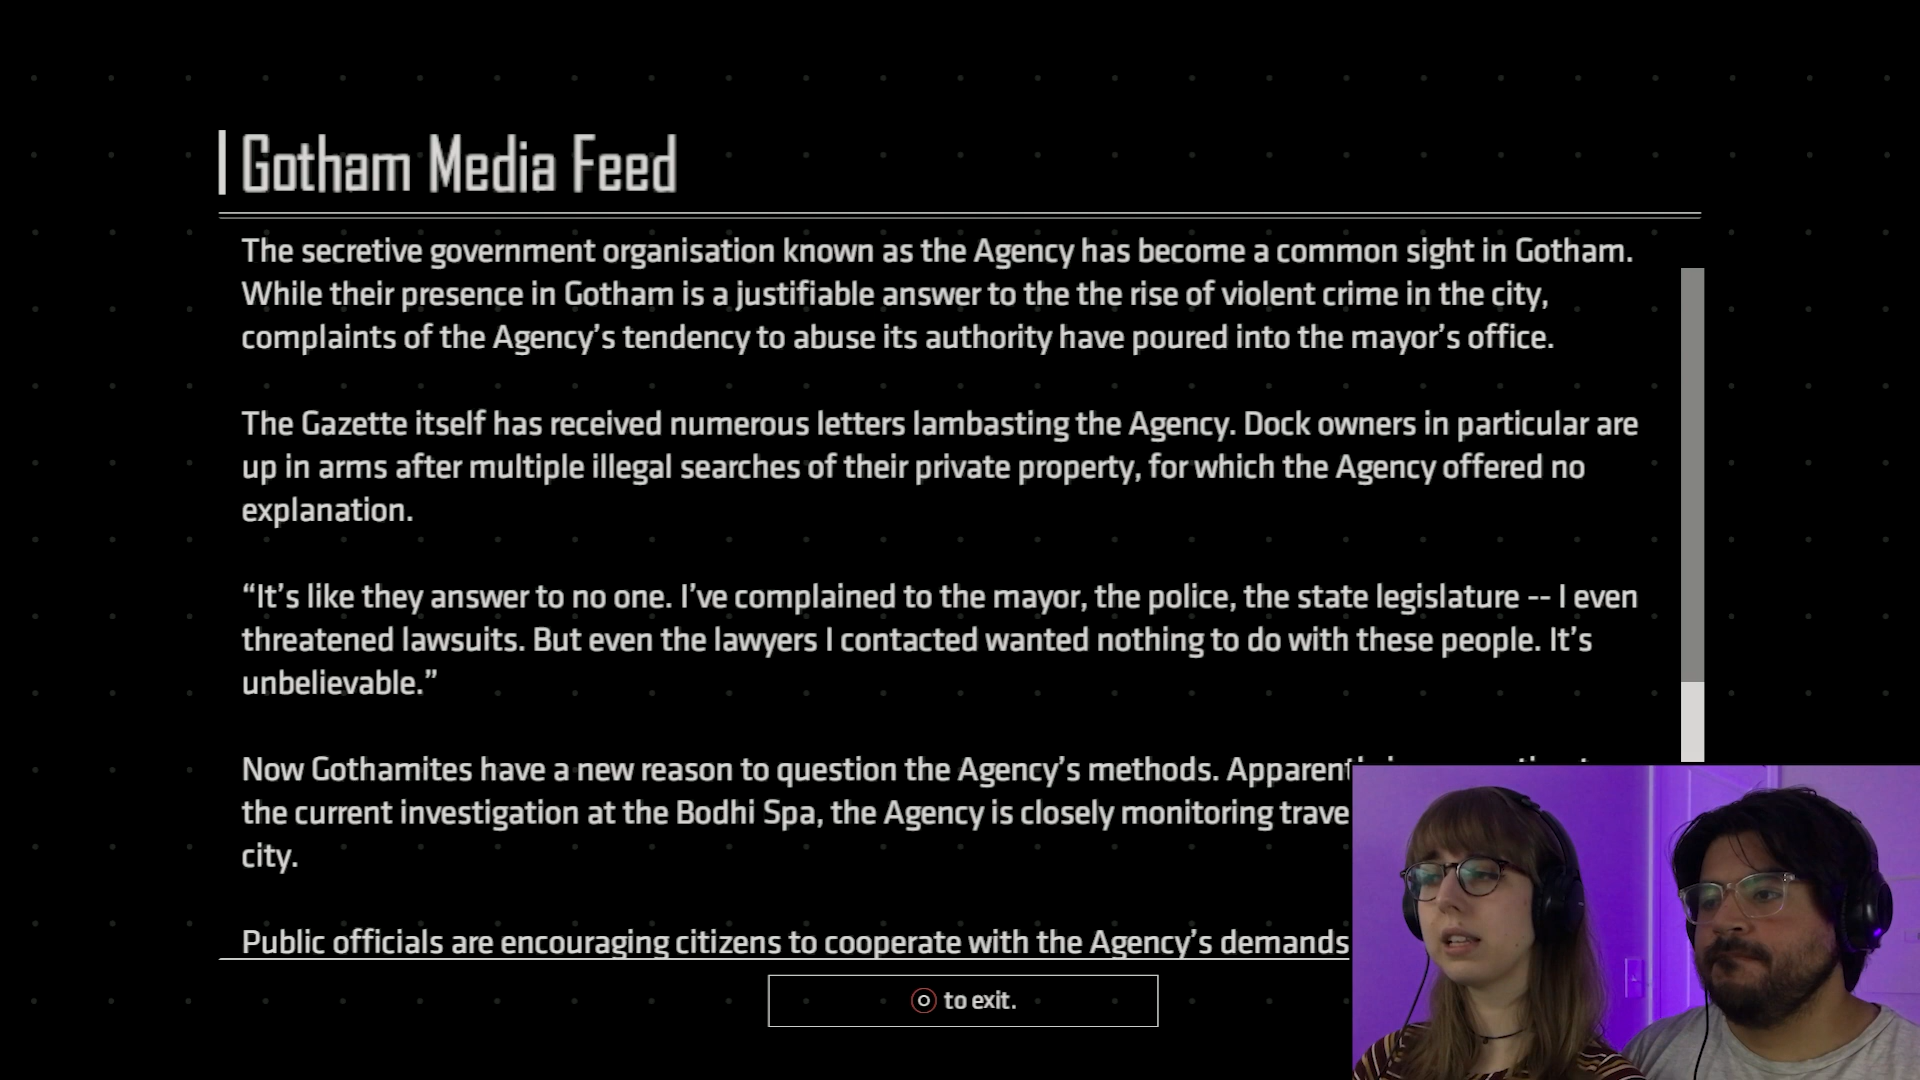 Gotham Media Feed
The secretive government organisation known as the Agency has become a common sight in Gotham.
While their presence in Gotham is a justifiable answer to the the rise of violent crime in the city,
complaints of the Agency's tendency to abuse its authority have poured into the mayor's office.
The Gazette itself has received numerous letters lambasting the Agency. Dock owners in particular are
up in arms after multiple illegal searches of their private property, for which the Agency offered no
explanation.
“It's like they answer to no one. I've complained to the mayor, the police, the state legislature -- I even
threatened lawsuits. But even the lawyers I contacted wanted nothing to do with these people. It's
unbelievable.”
Now Gothamites have a new reason to question the Agency's methods.
the current investigation at the Bodhi Spa, the Agency is closely monitoring
city.
Public officials are encouraging citizens to cooperate with the Agency's demands
to exit.